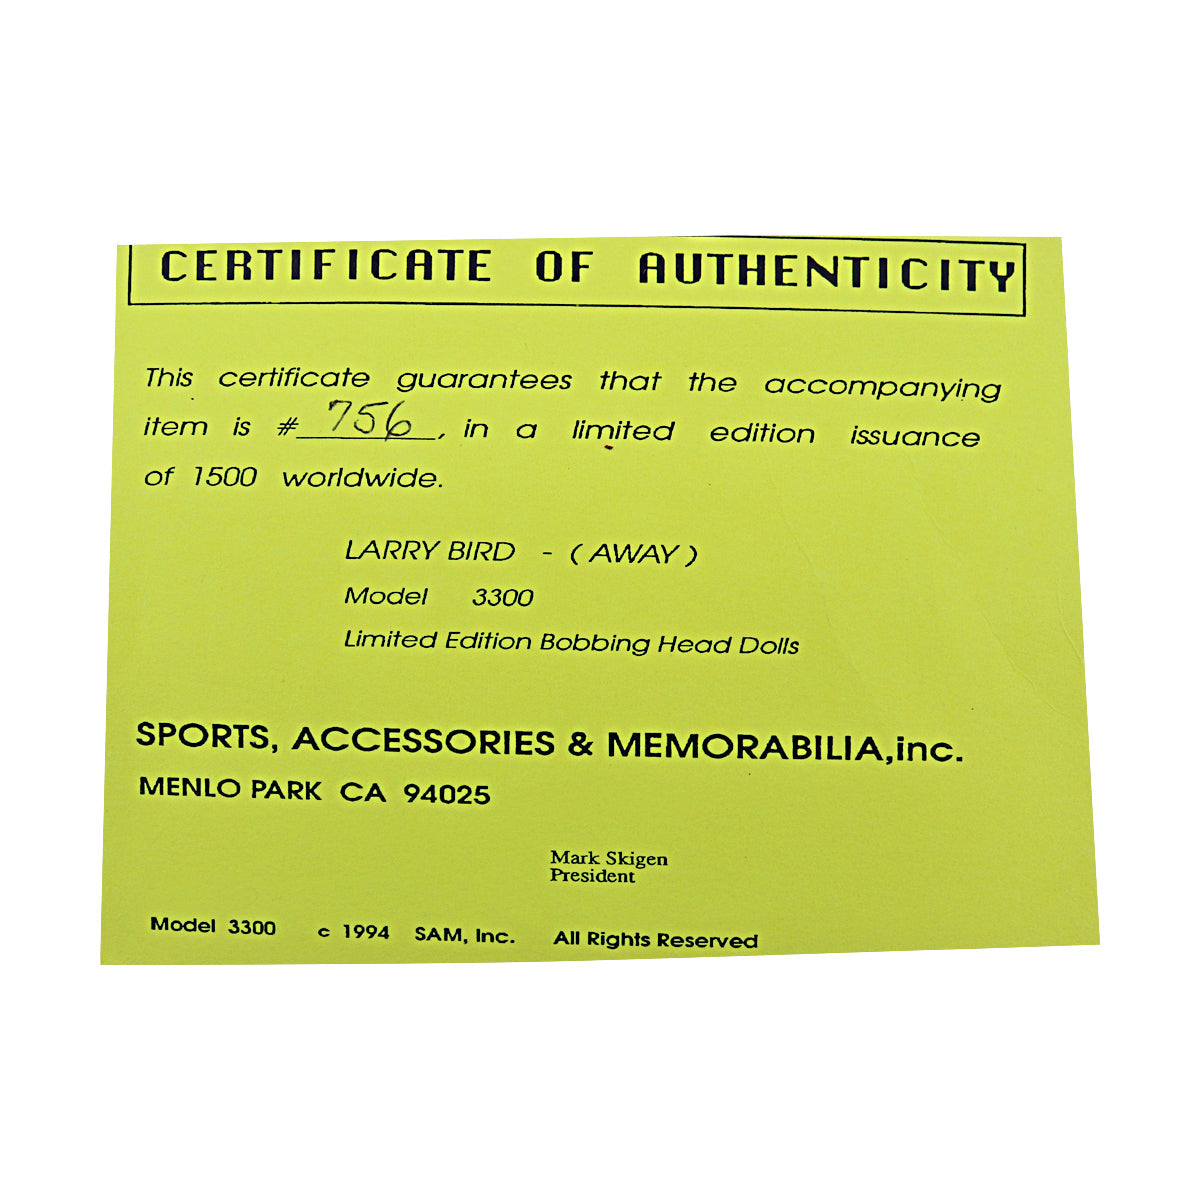 CERTIFICATE OF AUTHENTICITY
This certificate guarantees that the accompanying
item is # 756, in a limited edition issuance
of 1500 worldwide.
LARRY BIRD - ( AWAY )
Model 3300
Limited Edition Bobbing Head Dolls
SPORTS, ACCESSORIES & MEMORABILIA,inc.
MENLO PARK CA 94025
Mark Skigen
President
Model 3300 c 1994 SAM, Inc. All Rights Reserved